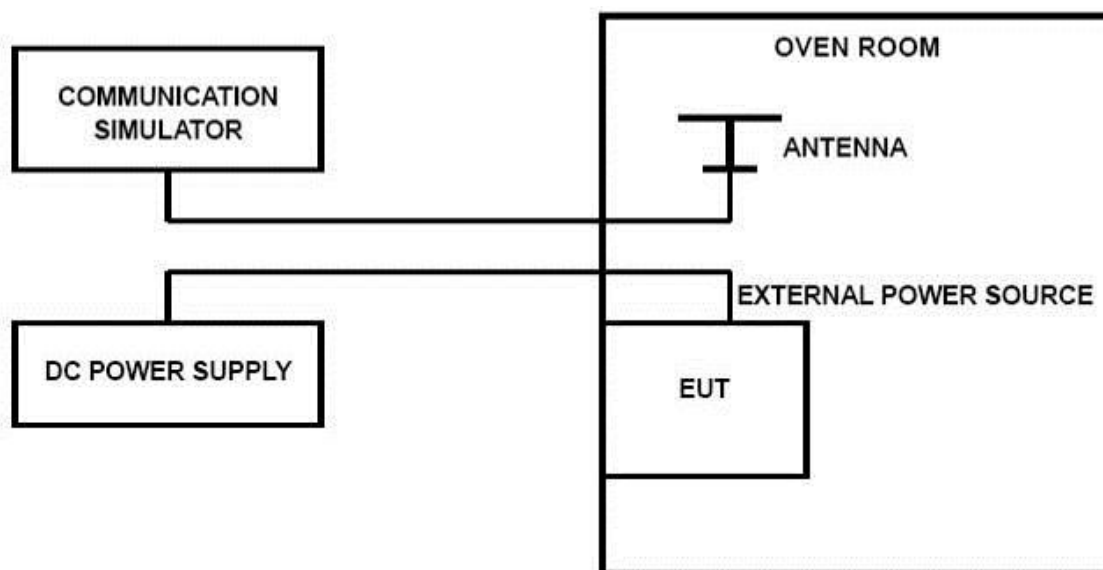 OVEN ROOM
COMMUNICATION
SIMULATOR
ANTENNA
EXTERNAL POWER SOURCE
DC POWER SUPPLY
EUT